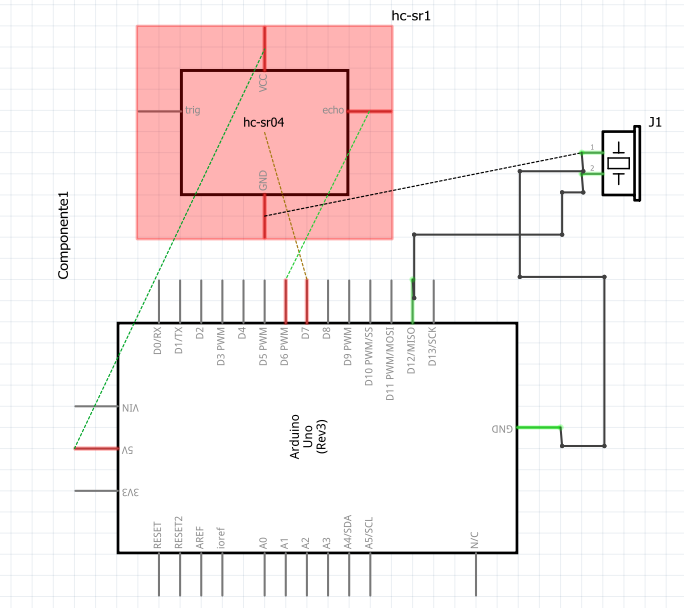 hc-sr1
VCC
trig
echo
hc-sr04
GND
J1
1
2
Componente1
D0/RX
D1/TX
D2
D3 PWM
D4
D5 PWM
D6 PWM
D7
D8
D9 PWM
D10 PWM/SS
D11 PWM/MOSI
D12/MISO
D13/SCK
VIN
5V
3V3
Arduino
Uno
(Rev3)
GND
RESET
RESET2
AREF
ioref
A0
A1
A2
A3
A4/SDA
A5/SCL
N/C